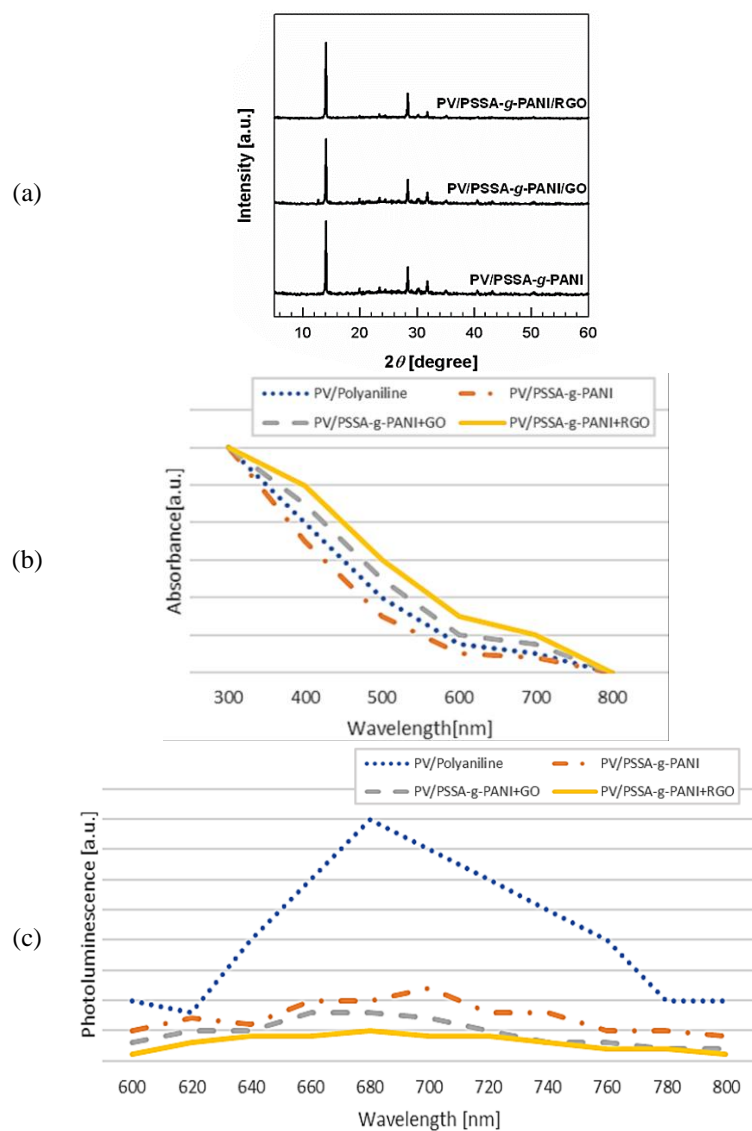 (a)
Intensity [a.u.]
PV/PSSA-g-PANI/RGO
PV/PSSA-g-PANI/GO
PV/PSSA-g-PANI
10 20 30 40 50 60
2θ [degree]
(b)
PV/Polyaniline PV/PSSA-g-PANI
PV/PSSA-g-PANI+GO PV/PSSA-g-PANI+RGO
Absorbance[a.u.]
300 400 500 600 700 800
Wavelength[nm]
(c)
PV/Polyaniline PV/PSSA-g-PANI
PV/PSSA-g-PANI+GO PV/PSSA-g-PANI+RGO
Photoluminescence [a.u.]
600 620 640 660 680 700 720 740 760 780 800
Wavelength [nm]